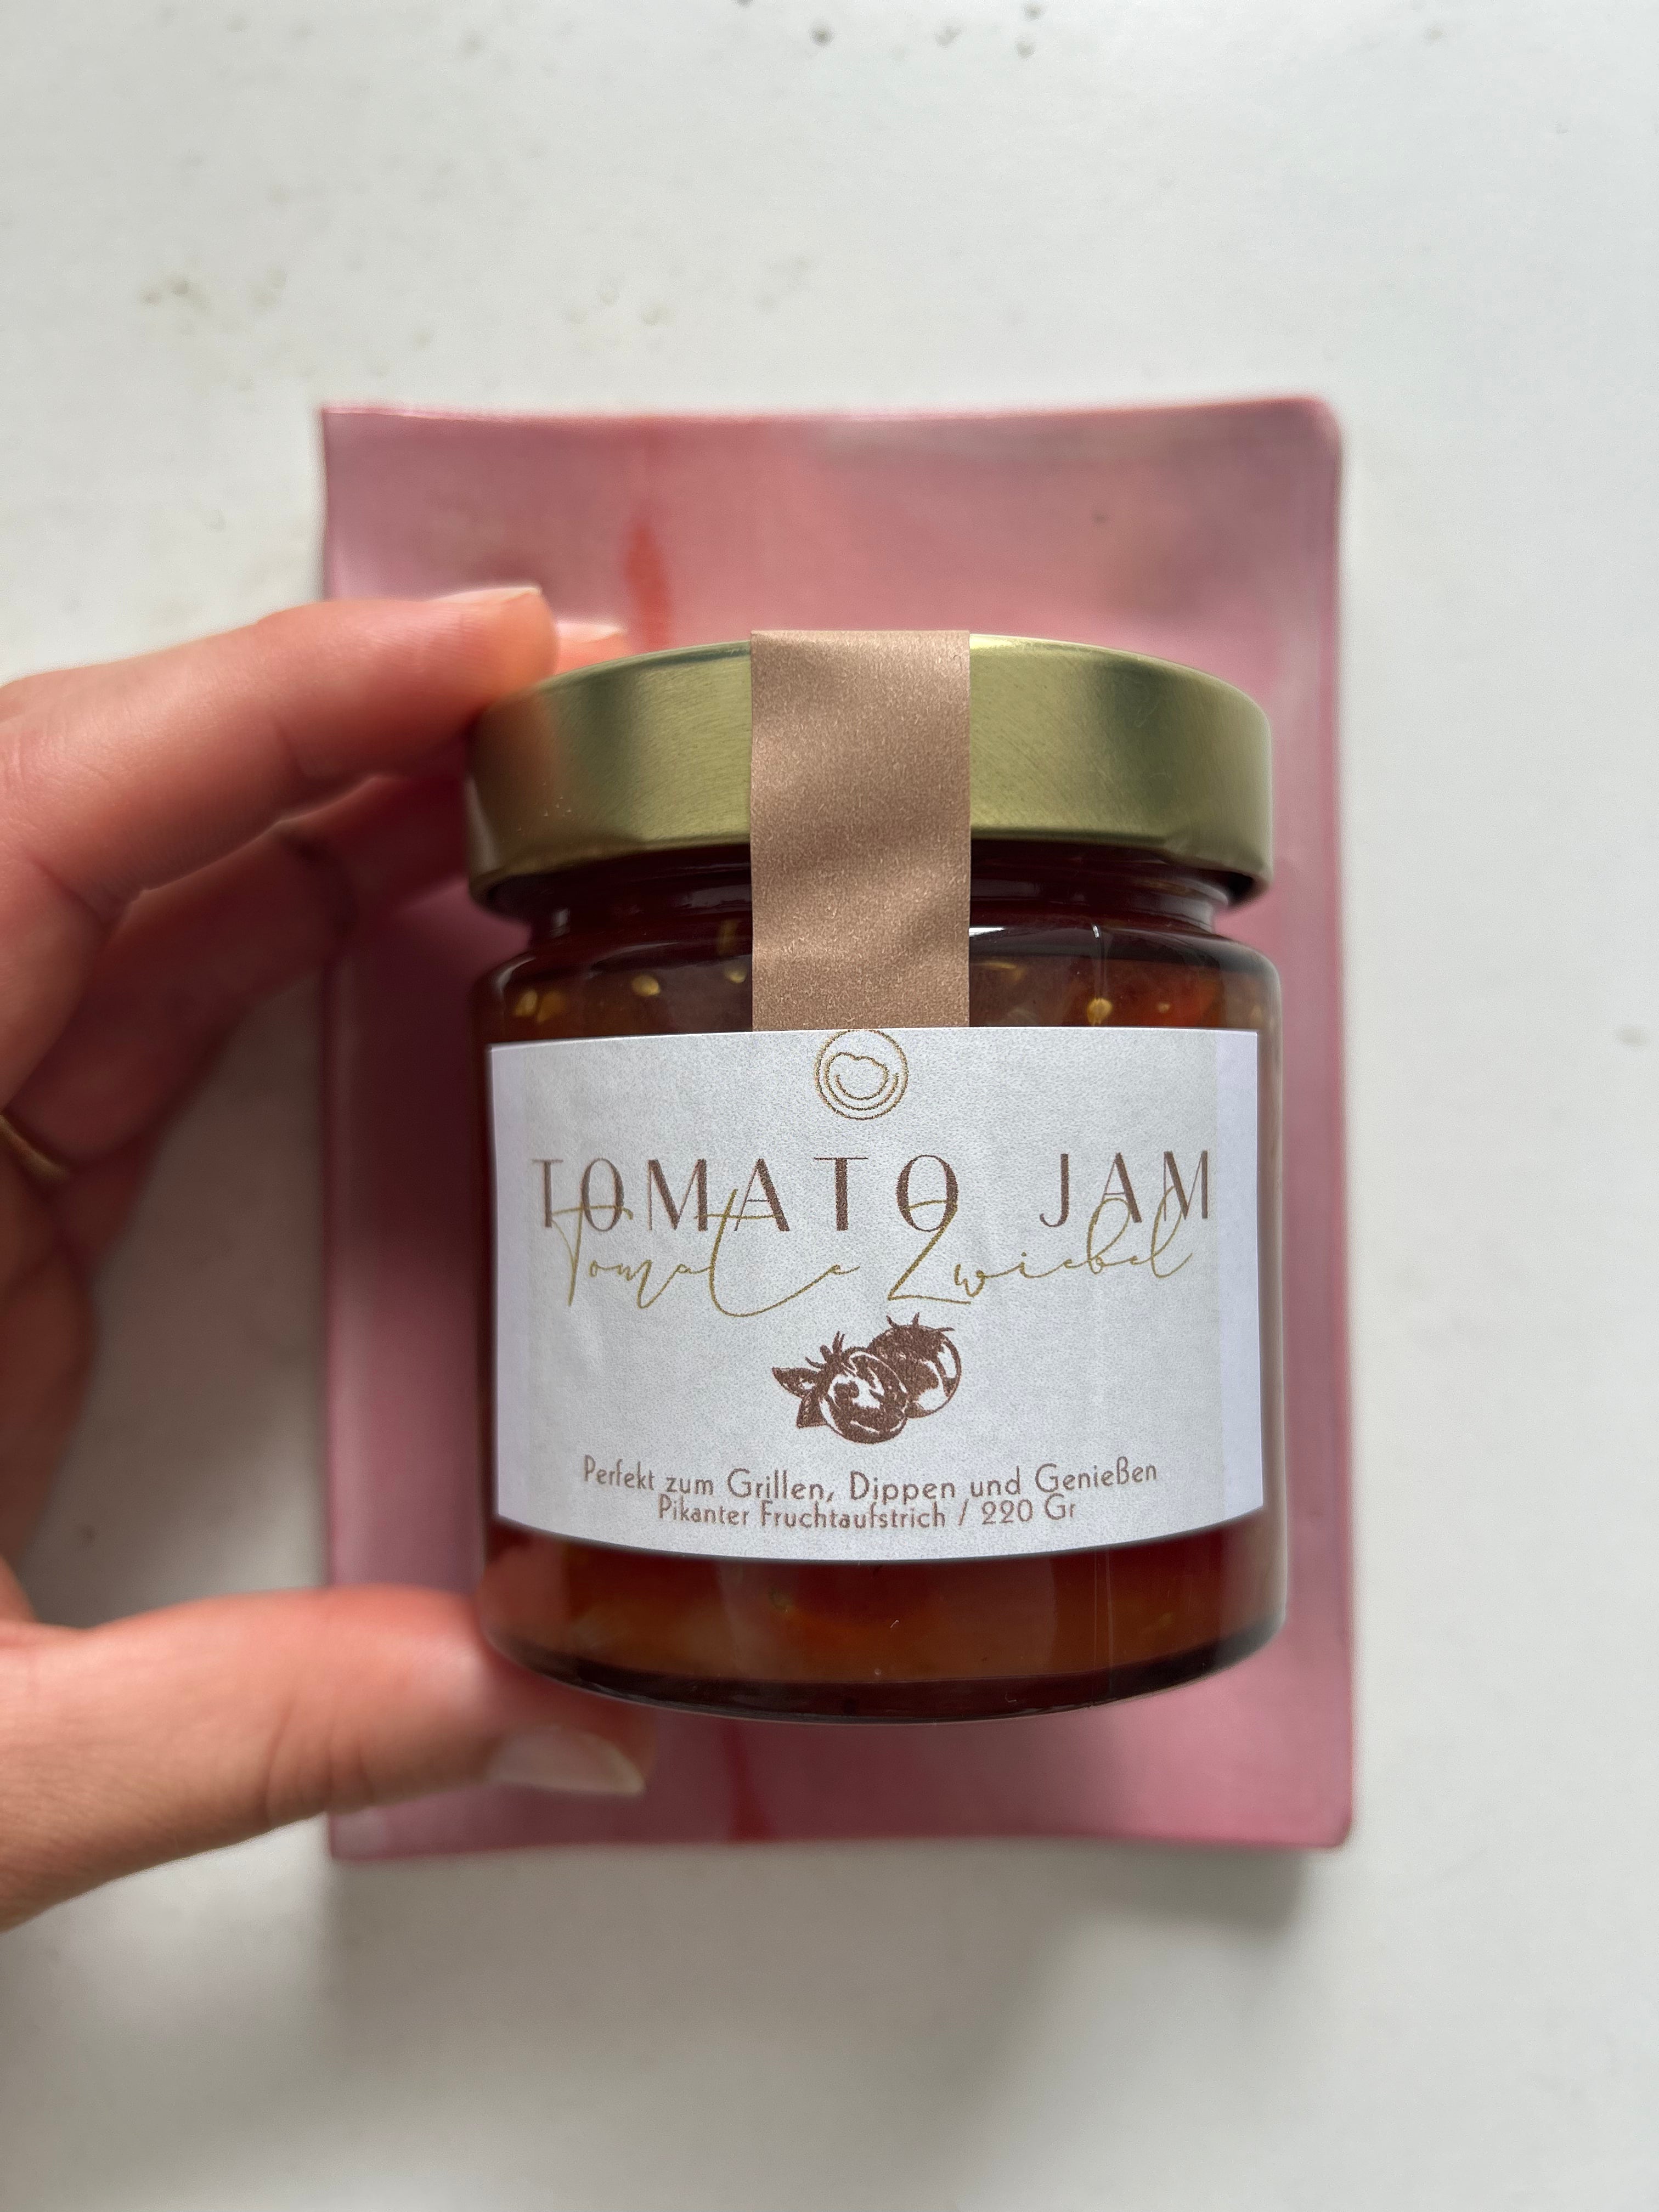 TOMATO JAM
Tomate Zwiebel
Perfekt zum Grillen, Dippen und Genießen
Pikanter Fruchtaufstrich / 220 Gr